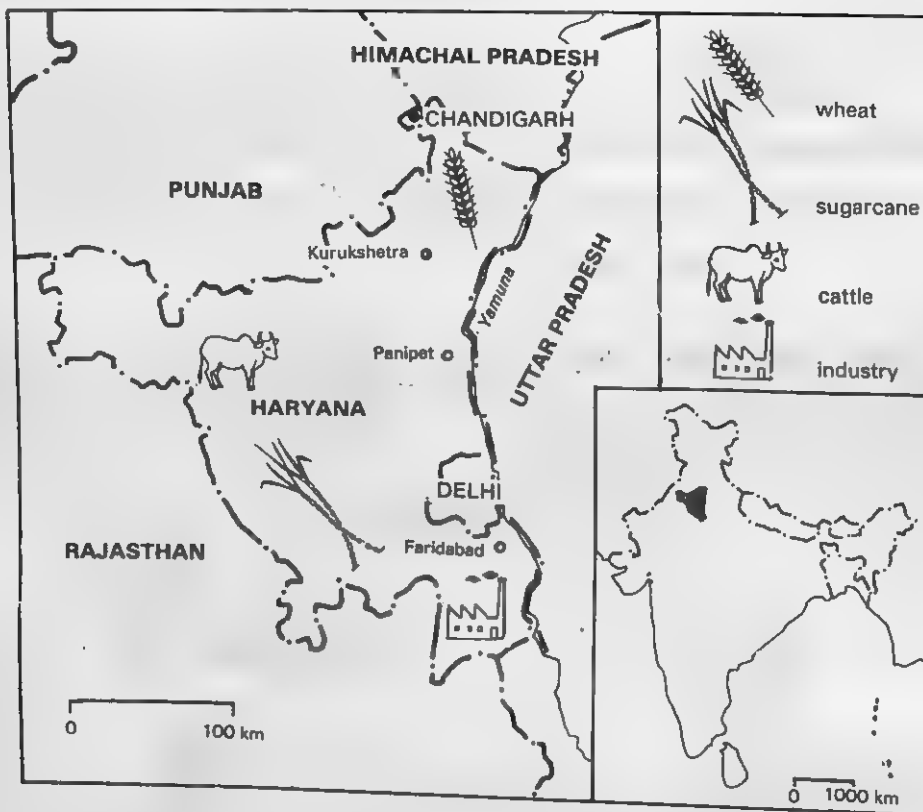 HIMACHAL PRADESH
CHANDIGARH
PUNJAB
Kurukshetra
Yamuna
UTTAR PRADESH
Panipet
HARYANA
DELHI
RAJASTHAN
Faridabad
0 100 km
wheat
sugarcane
cattle
industry
0 1000 km